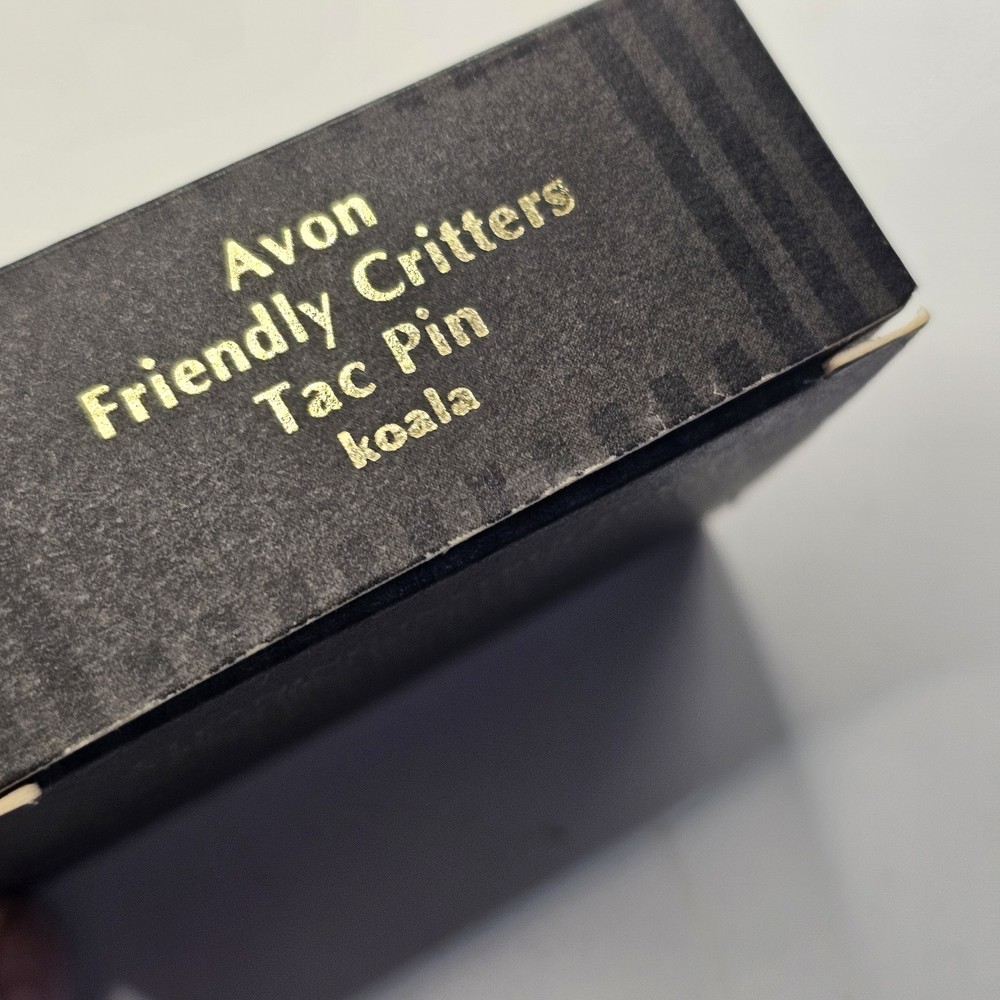 Avon
Friendly Critters
Tac Pin
koala